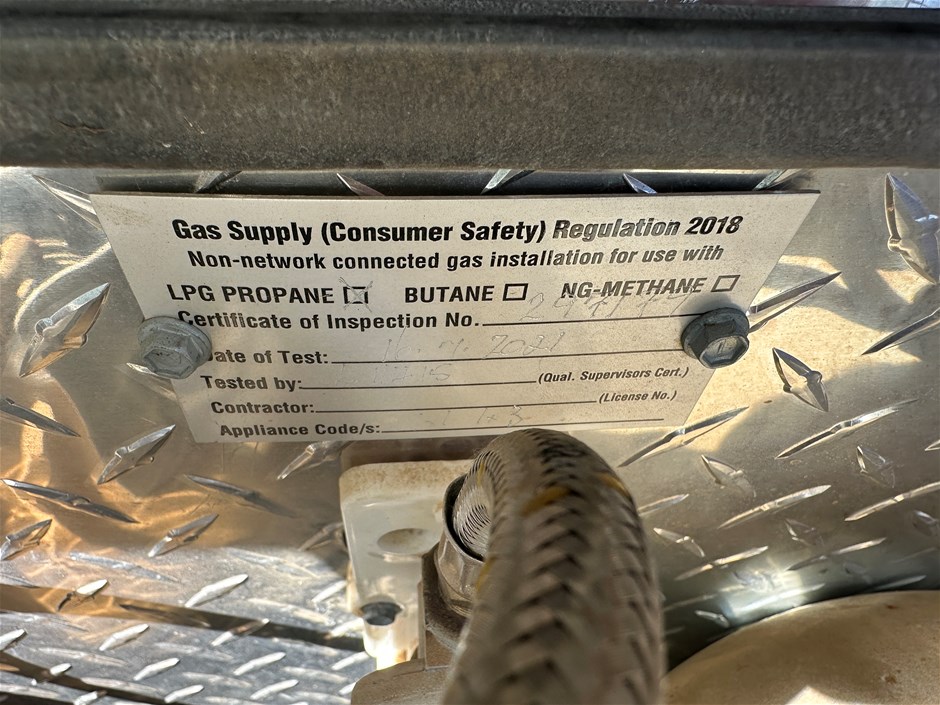 Gas Supply (Consumer Safety) Regulation 2018
Non-network connected gas installation for use with
LPG PROPANE ☒ BUTANE ☐ NG-METHANE ☐
Certificate of Inspection No.
Date of Test: 2021
Tested by: (Qual. Supervisors Cert.)
Contractor: (License No.)
Appliance Code/s: